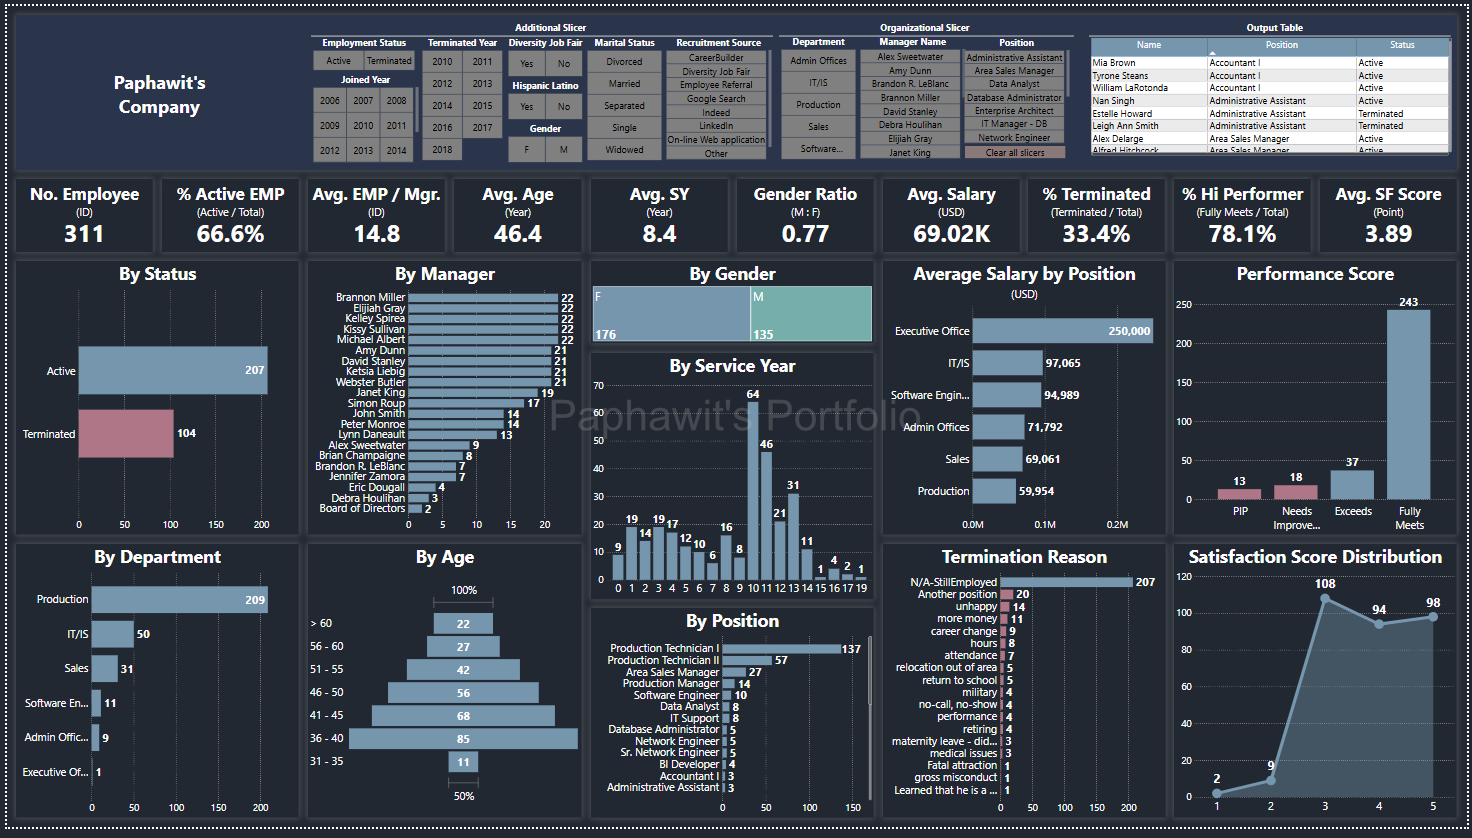 Paphawit's
Company
Additional Slicer
Employment Status
Active
Terminated
Joined Year
2006
2007
2008
2009
2010
2011
2012
2013
2014
Terminated Year
2010
2011
2012
2013
2014
2015
2016
2017
2018
Diversity Job Fair
Yes
No
Hispanic Latino
Yes
No
Gender
F
M
Marital Status
Divorced
Married
Separated
Single
Widowed
Recruitment Source
CareerBuilder
Diversity Job Fair
Employee Referral
Google Search
Indeed
LinkedIn
On-line Web application
Other
Organizational Slicer
Department
Admin Offices
IT/IS
Production
Sales
Software...
Manager Name
Alex Sweetwater
Amy Dunn
Brandon R. LeBlanc
Brannon Miller
David Stanley
Debra Houlihan
Elijiah Gray
Janet King
Position
Administrative Assistant
Area Sales Manager
Data Analyst
Database Administrator
Enterprise Architect
IT Manager - DB
Network Engineer
Clear all slicers
Output Table
Name Position Status
Mia Brown Accountant I Active
Tyrone Steans Accountant I Active
William LaRotonda Accountant I Active
Nan Singh Administrative Assistant Active
Estelle Howard Administrative Assistant Terminated
Leigh Ann Smith Administrative Assistant Terminated
Alex Delarge Area Sales Manager Active
Alfred Hitchcock Area Sales Manager Active
No. Employee
(ID)
311
% Active EMP
(Active / Total)
66.6%
Avg. EMP / Mgr.
(ID)
14.8
Avg. Age
(Year)
46.4
Avg. SY
(Year)
8.4
Gender Ratio
(M : F)
0.77
Avg. Salary
(USD)
69.02K
% Terminated
(Terminated / Total)
33.4%
% Hi Performer
(Fully Meets / Total)
78.1%
Avg. SF Score
(Point)
3.89
By Status
Active 207
Terminated 104
0 50 100 150 200
By Manager
Brannon Miller 22
Elijiah Gray 22
Kelley Spirea 22
Kissy Sullivan 22
Michael Albert 22
Amy Dunn 21
David Stanley 21
Ketsia Liebig 21
Webster Butler 21
Janet King 19
Simon Roup 17
John Smith 14
Peter Monroe 14
Lynn Daneault 13
Alex Sweetwater 9
Brian Champaigne 8
Brandon R. LeBlanc 7
Jennifer Zamora 7
Eric Dougall 4
Debra Houlihan 3
Board of Directors 2
0 5 10 15 20
By Gender
F
176
M
135
By Service Year
70
60
50
40
30
20
10
0
9 19 14 19 17 12 10 6 16 8 64 46 21 31 11 1 4 2 1
0 1 2 3 4 5 6 7 8 9 10 11 12 13 14 15 16 17 19
Paphawit's Portfolio
Average Salary by Position
(USD)
Executive Office 250,000
IT/IS 97,065
Software Engin... 94,989
Admin Offices 71,792
Sales 69,061
Production 59,954
0.0M 0.1M 0.2M
Performance Score
250
200
150
100
50
0
13 18 37 243
PIP
Needs
Improve...
Exceeds
Fully
Meets
By Department
Production 209
IT/IS 50
Sales 31
Software En... 11
Admin Offic... 9
Executive Of... 1
0 50 100 150 200
By Age
100%
> 60 22
56 - 60 27
51 - 55 42
46 - 50 56
41 - 45 68
36 - 40 85
31 - 35 11
50%
By Position
Production Technician I 137
Production Technician II 57
Area Sales Manager 27
Production Manager 14
Software Engineer 10
Data Analyst 8
IT Support 8
Database Administrator 5
Network Engineer 5
Sr. Network Engineer 5
BI Developer 4
Accountant I 3
Administrative Assistant 3
0 50 100 150
Termination Reason
N/A-StillEmployed 207
Another position 20
unhappy 14
more money 11
career change 9
hours 8
attendance 7
relocation out of area 5
return to school 5
military 4
no-call, no-show 4
performance 4
retiring 4
maternity leave - did... 3
medical issues 3
Fatal attraction 1
gross misconduct 1
Learned that he is a ... 1
0 50 100 150 200
Satisfaction Score Distribution
120
100
80
60
40
20
0
2 9 108 94 98
1 2 3 4 5